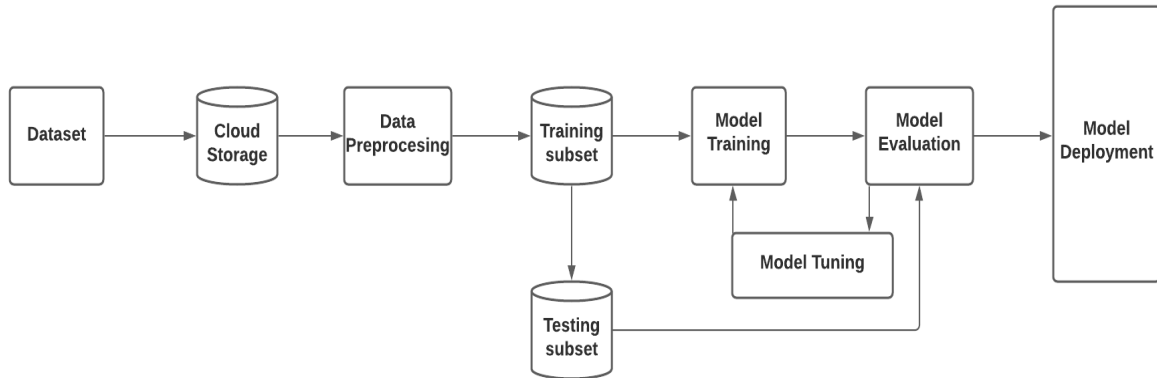 Dataset
Cloud
Storage
Data
Preprocesing
Training
subset
Model
Training
Model
Evaluation
Model
Deployment
Model Tuning
Testing
subset